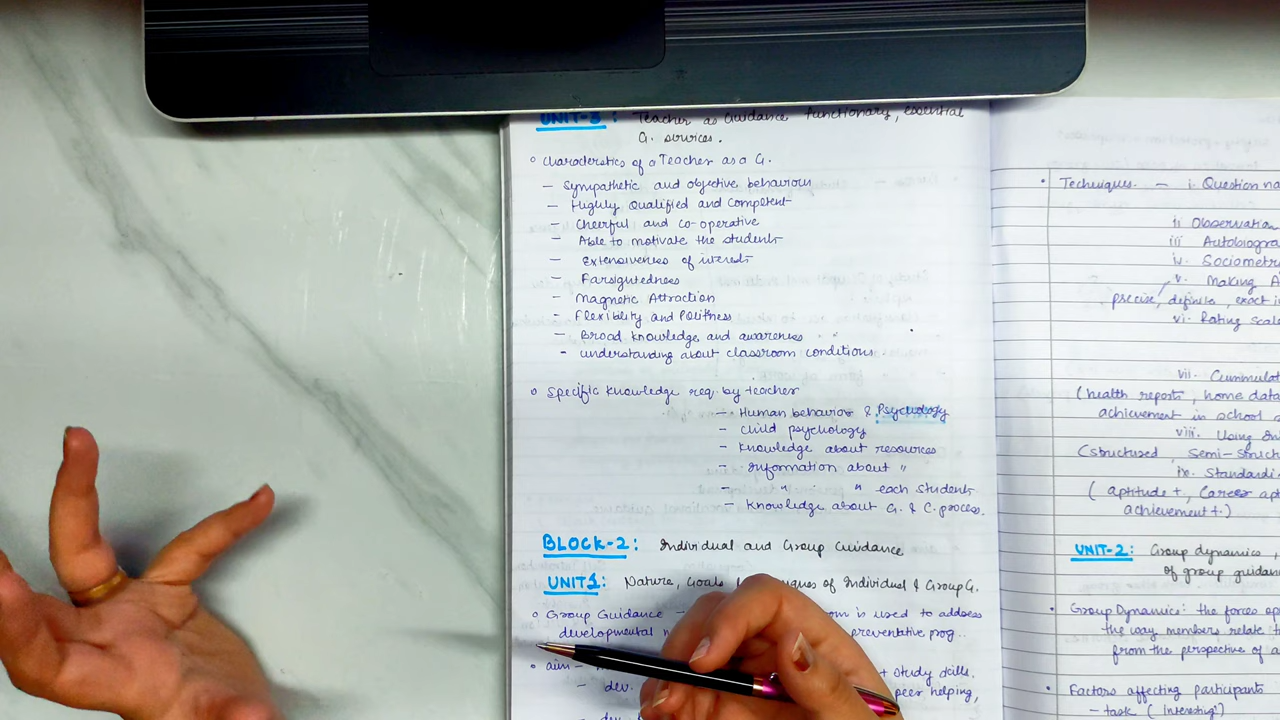 UNIT-3: Teacher as Guidance functionary, essential
G. services.
Characterstics of a Teacher as a G.
- Sympathetic and objective behaviour
- Highly Qualified and competent
- Cheerful and co-operative
- Able to motivate the students
- Extensiveness of interest
- Farsightedness
- Magnetic Attraction
- Flexiblity and Politness
- Broad knowledge and awareness
- understanding about classroom conditions
Specific knowledge req. by teacher
- Human behavior & Psychology
- Child psychology
- Knowledge about resources
- Information about "
- " " each students
- Knowledge about G. & C. process.
BLOCK-2: Individual and Group Guidance
UNIT 1: Nature, Goals of Individual & Group G.
Group Guidance - is used to address
developmental preventative prog..
aim - + study skills.
- dev. peer helping,
Techniques. - i. Question
ii Observation
iii Autobiogra
iv. Sociometr
v. Making
precise, definite, exact
vi. Rating Scal
vii. Cummulat
(health reports, home data
achievement in school
viii. Using
(structured, semi-struct
ix. Standardi
(aptitude t., Career apt
achievement t.)
UNIT-2: Group dynamics
of group guidan
Group Dynamics: the forces op
the way members relate
from the perspective of a
Factors affecting participants
- task (Interesting)